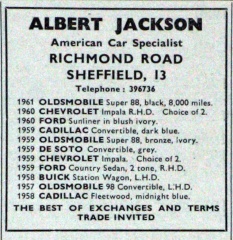 ALBERT JACKSON
American Car Specialist
RICHMOND ROAD
SHEFFIELD, 13
Telephone : 396736
1961 OLDSMOBILE Super 88, black, 8,000 miles.
1960 CHEVROLET Impala R.H.D. Choice of 2.
1960 FORD Sunliner in blush ivory.
1959 CADILLAC Convertible, dark blue.
1959 OLDSMOBILE Super 88, bronze, ivory.
1959 DE SOTO Convertible, grey.
1959 CHEVROLET Impala. Choice of 2.
1959 FORD Country Sedan, 2 tone, R.H.D.
1958 BUICK Station Wagon, L.H.D.
1957 OLDSMOBILE 98 Convertible, L.H.D.
1958 CADILLAC Fleetwood, midnight blue.
THE BEST OF EXCHANGES AND TERMS
TRADE INVITED